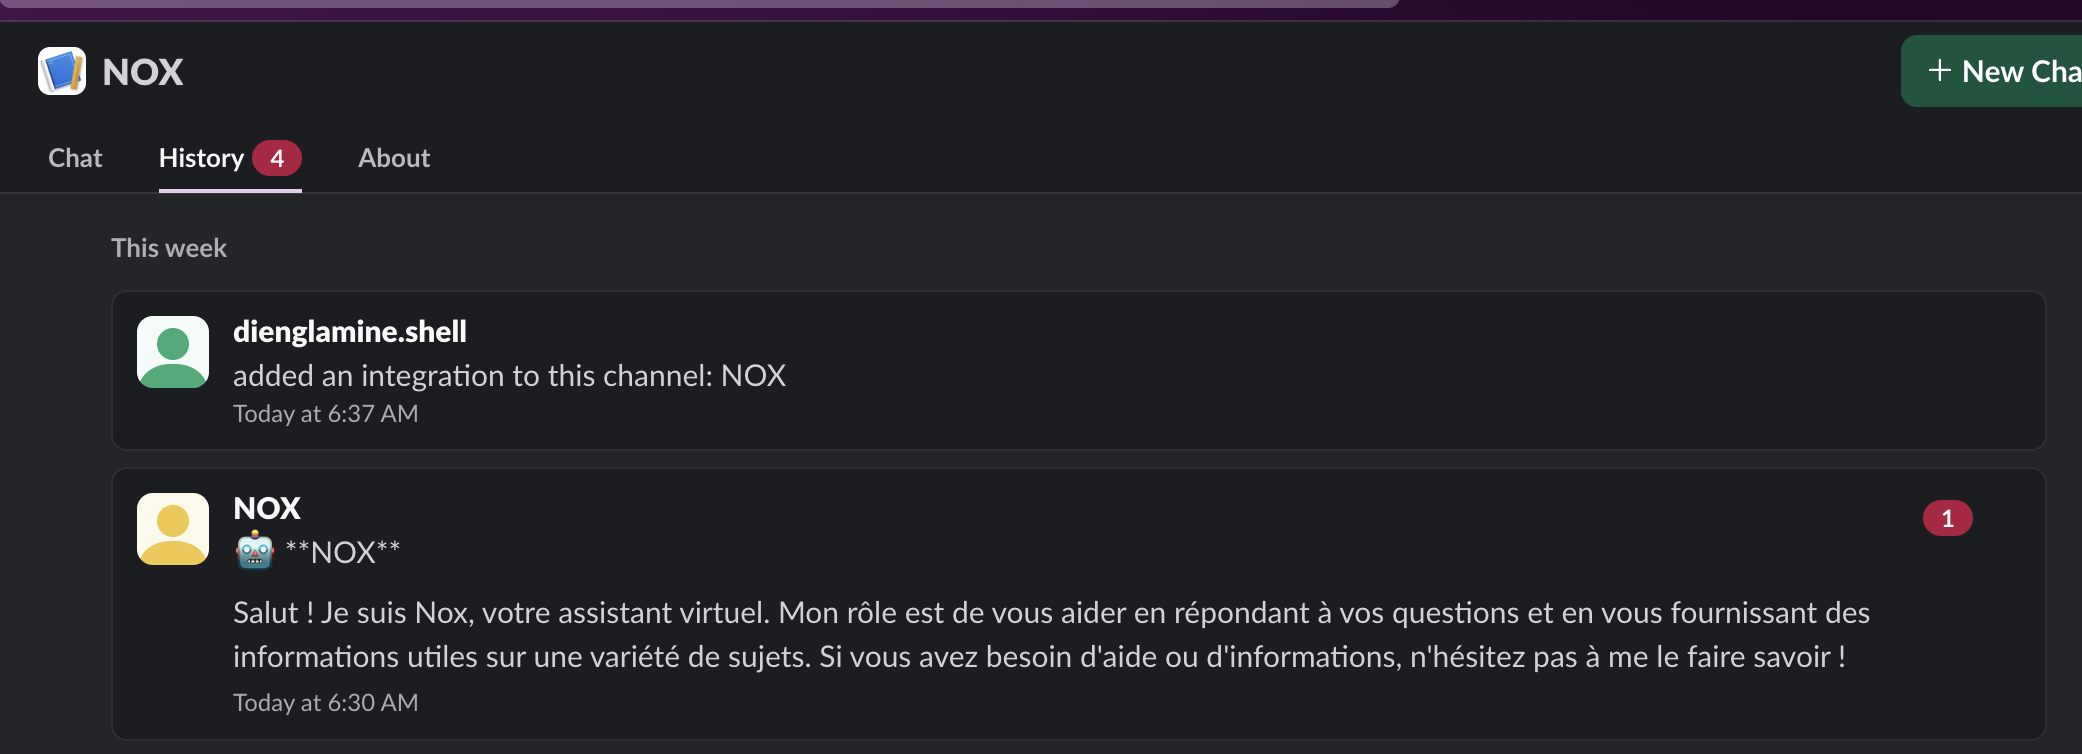 NOX
+ New Cha
Chat
History 4
About
This week
dienglamine.shell
added an integration to this channel: NOX
Today at 6:37 AM
NOX
1
🤖 **NOX**
Salut ! Je suis Nox, votre assistant virtuel. Mon rôle est de vous aider en répondant à vos questions et en vous fournissant des
informations utiles sur une variété de sujets. Si vous avez besoin d'aide ou d'informations, n'hésitez pas à me le faire savoir !
Today at 6:30 AM